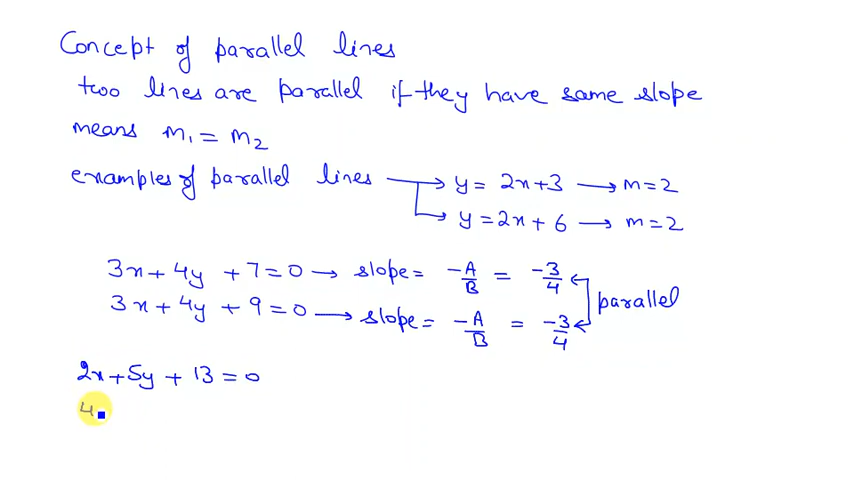 Concept of parallel lines
two lines are parallel if they have same slope
means m₁ = m₂
examples of parallel lines → y = 2x+3 → m=2
→ y = 2x + 6 → m=2
3x + 4y + 7 = 0 → slope = -A/B = -3/4
3x + 4y + 9 = 0 → slope = -A/B = -3/4
parallel
2x + 5y + 13 = 0
4